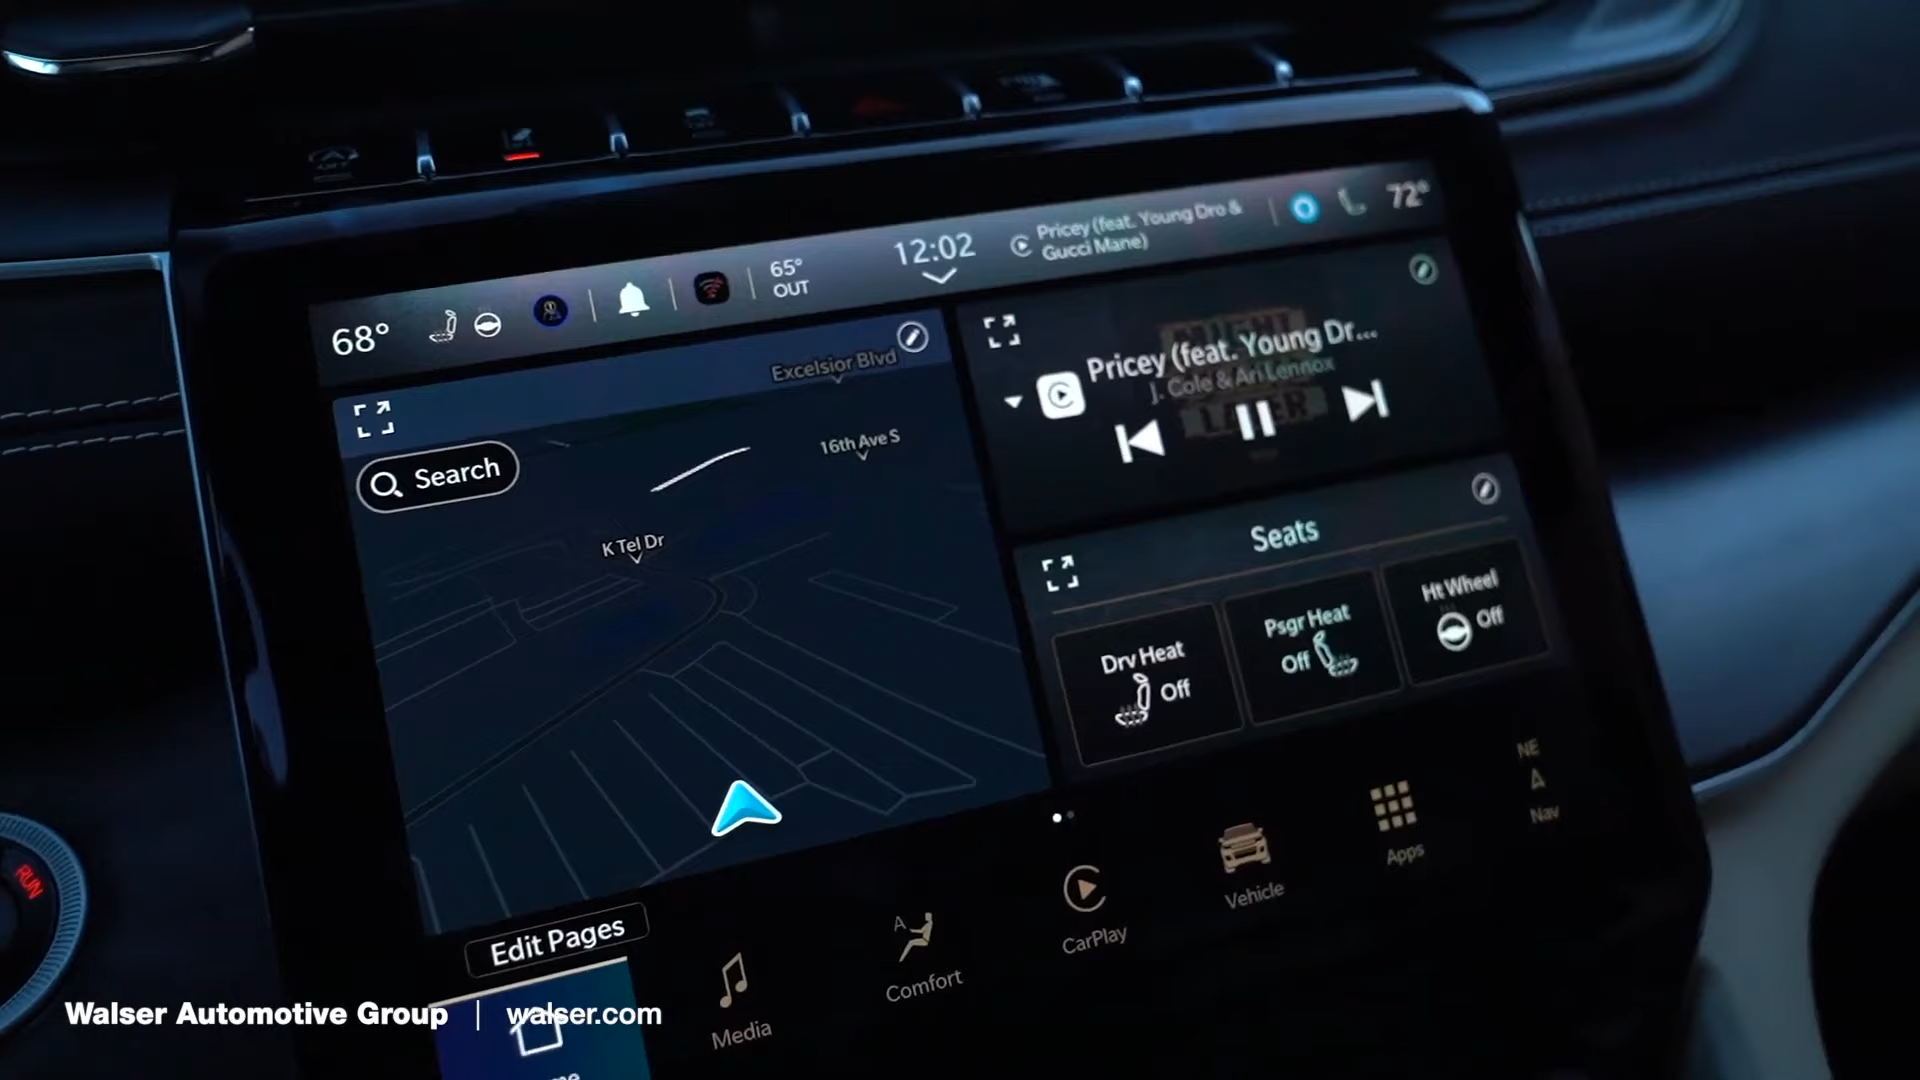 68°
65°
OUT
12:02
Pricey (feat. Young Dro &
Gucci Mane)
72°
Excelsior Blvd
Search
16th Ave S
K Tel Dr
Pricey (feat. Young Dr...
J. Cole & Ari Lennox
Seats
Drv Heat
Off
Psgr Heat
Off
Ht Wheel
Off
RUN
Edit Pages
Media
A
Comfort
CarPlay
Vehicle
Apps
NE
Nav
Walser Automotive Group | walser.com